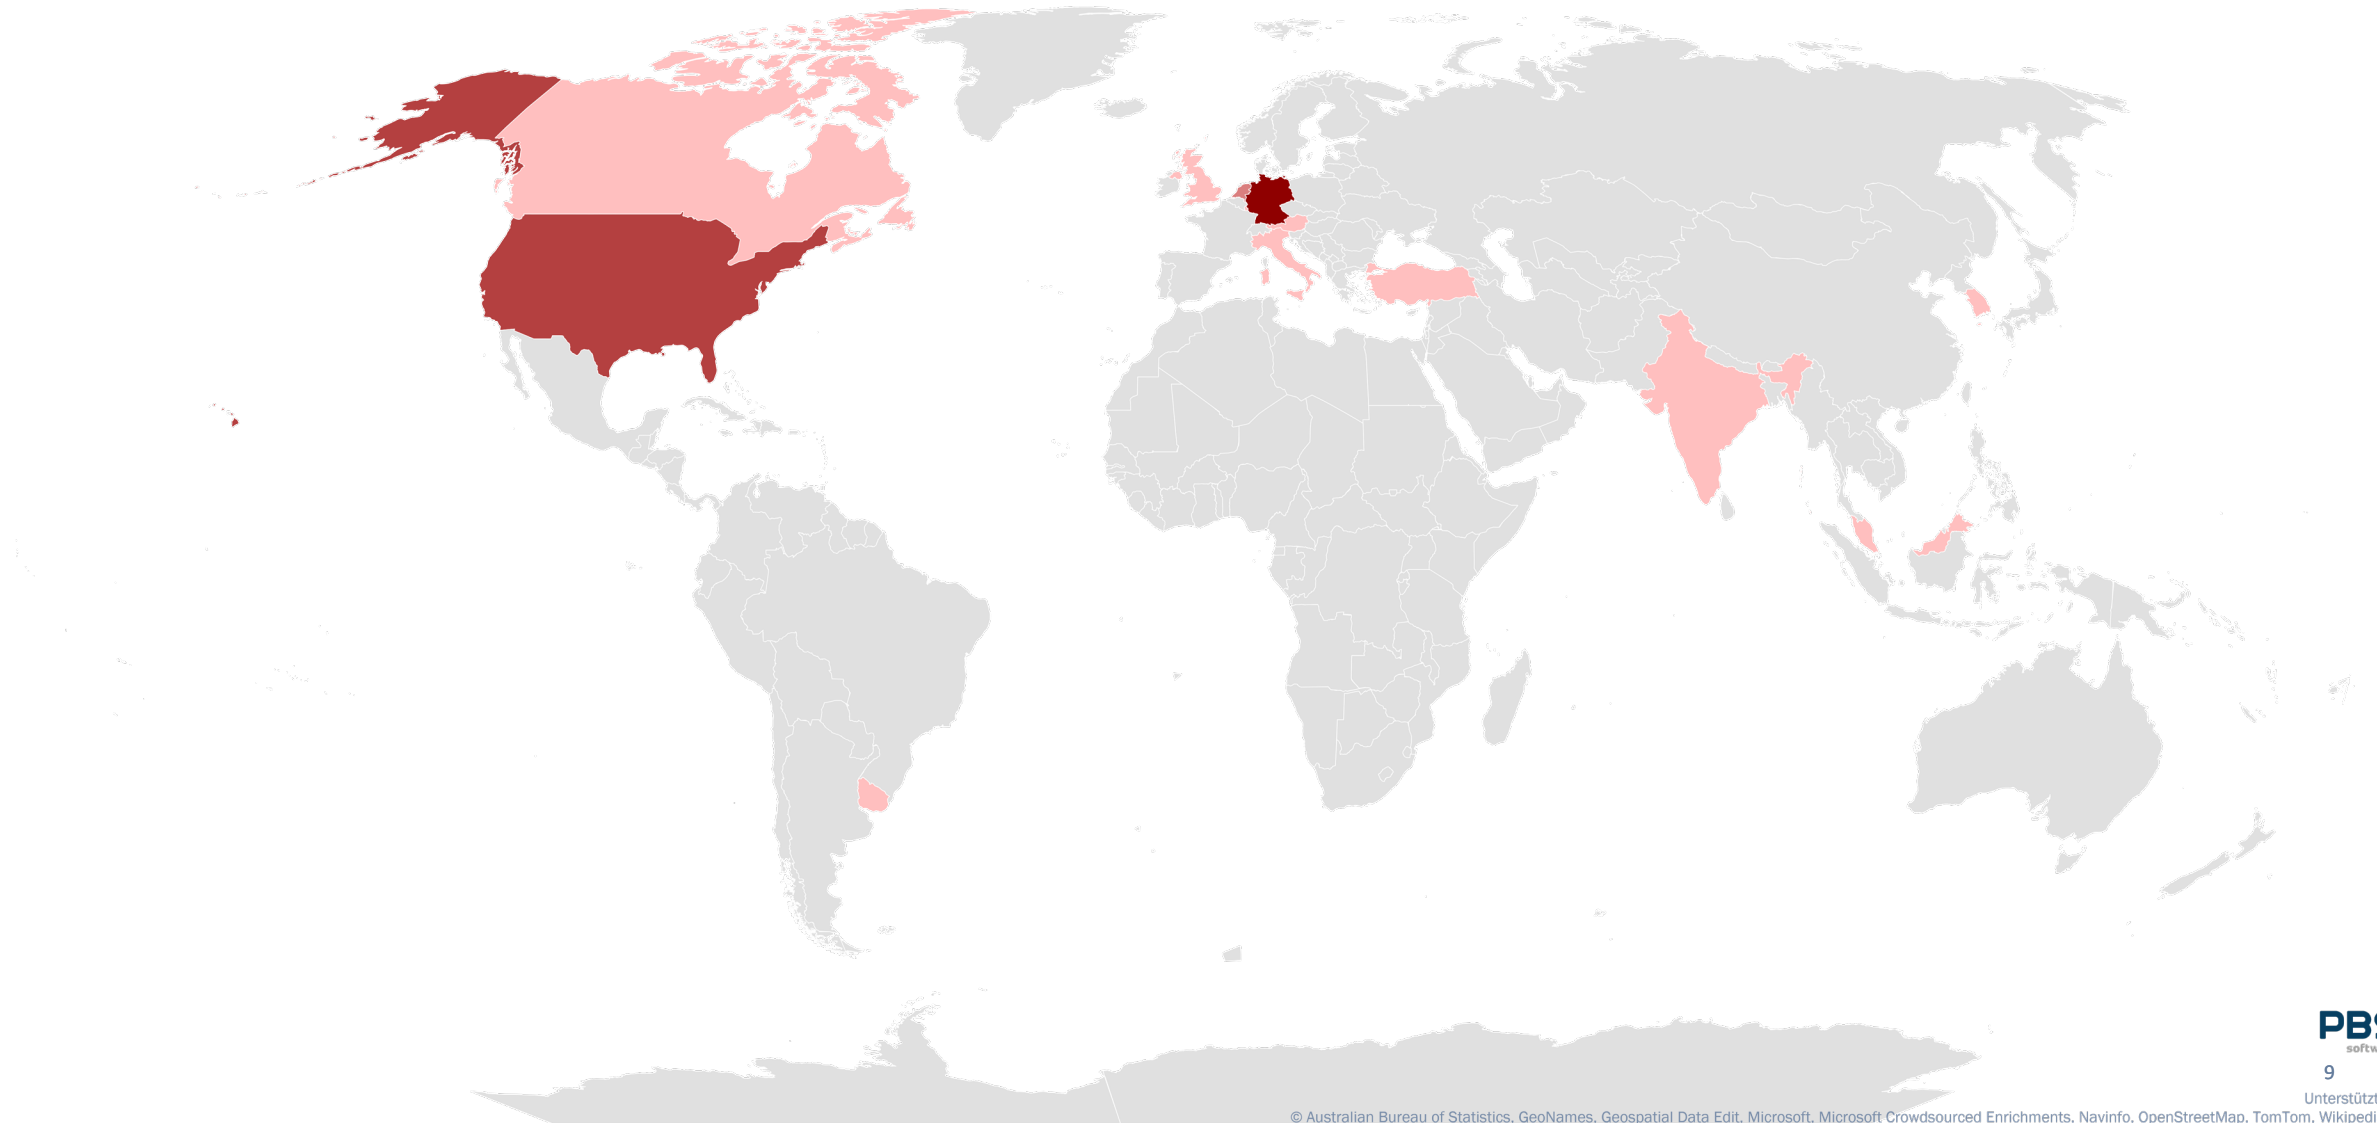 PBS
softw
9
Unterstützt
© Australian Bureau of Statistics, GeoNames, Geospatial Data Edit, Microsoft, Microsoft Crowdsourced Enrichments, Navinfo, OpenStreetMap, TomTom, Wikipedi